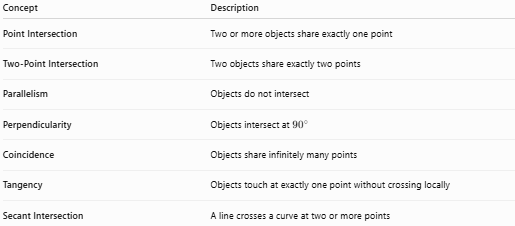 Concept Description
Point Intersection Two or more objects share exactly one point
Two-Point Intersection Two objects share exactly two points
Parallelism Objects do not intersect
Perpendicularity Objects intersect at 90°
Coincidence Objects share infinitely many points
Tangency Objects touch at exactly one point without crossing locally
Secant Intersection A line crosses a curve at two or more points